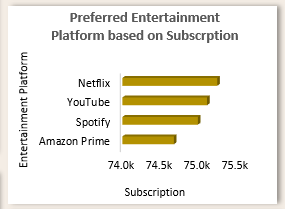 Preferred Entertainment
Platform based on Subscrption
Entertainment Platform
Netflix
YouTube
Spotify
Amazon Prime
74.0k 74.5k 75.0k 75.5k
Subscription